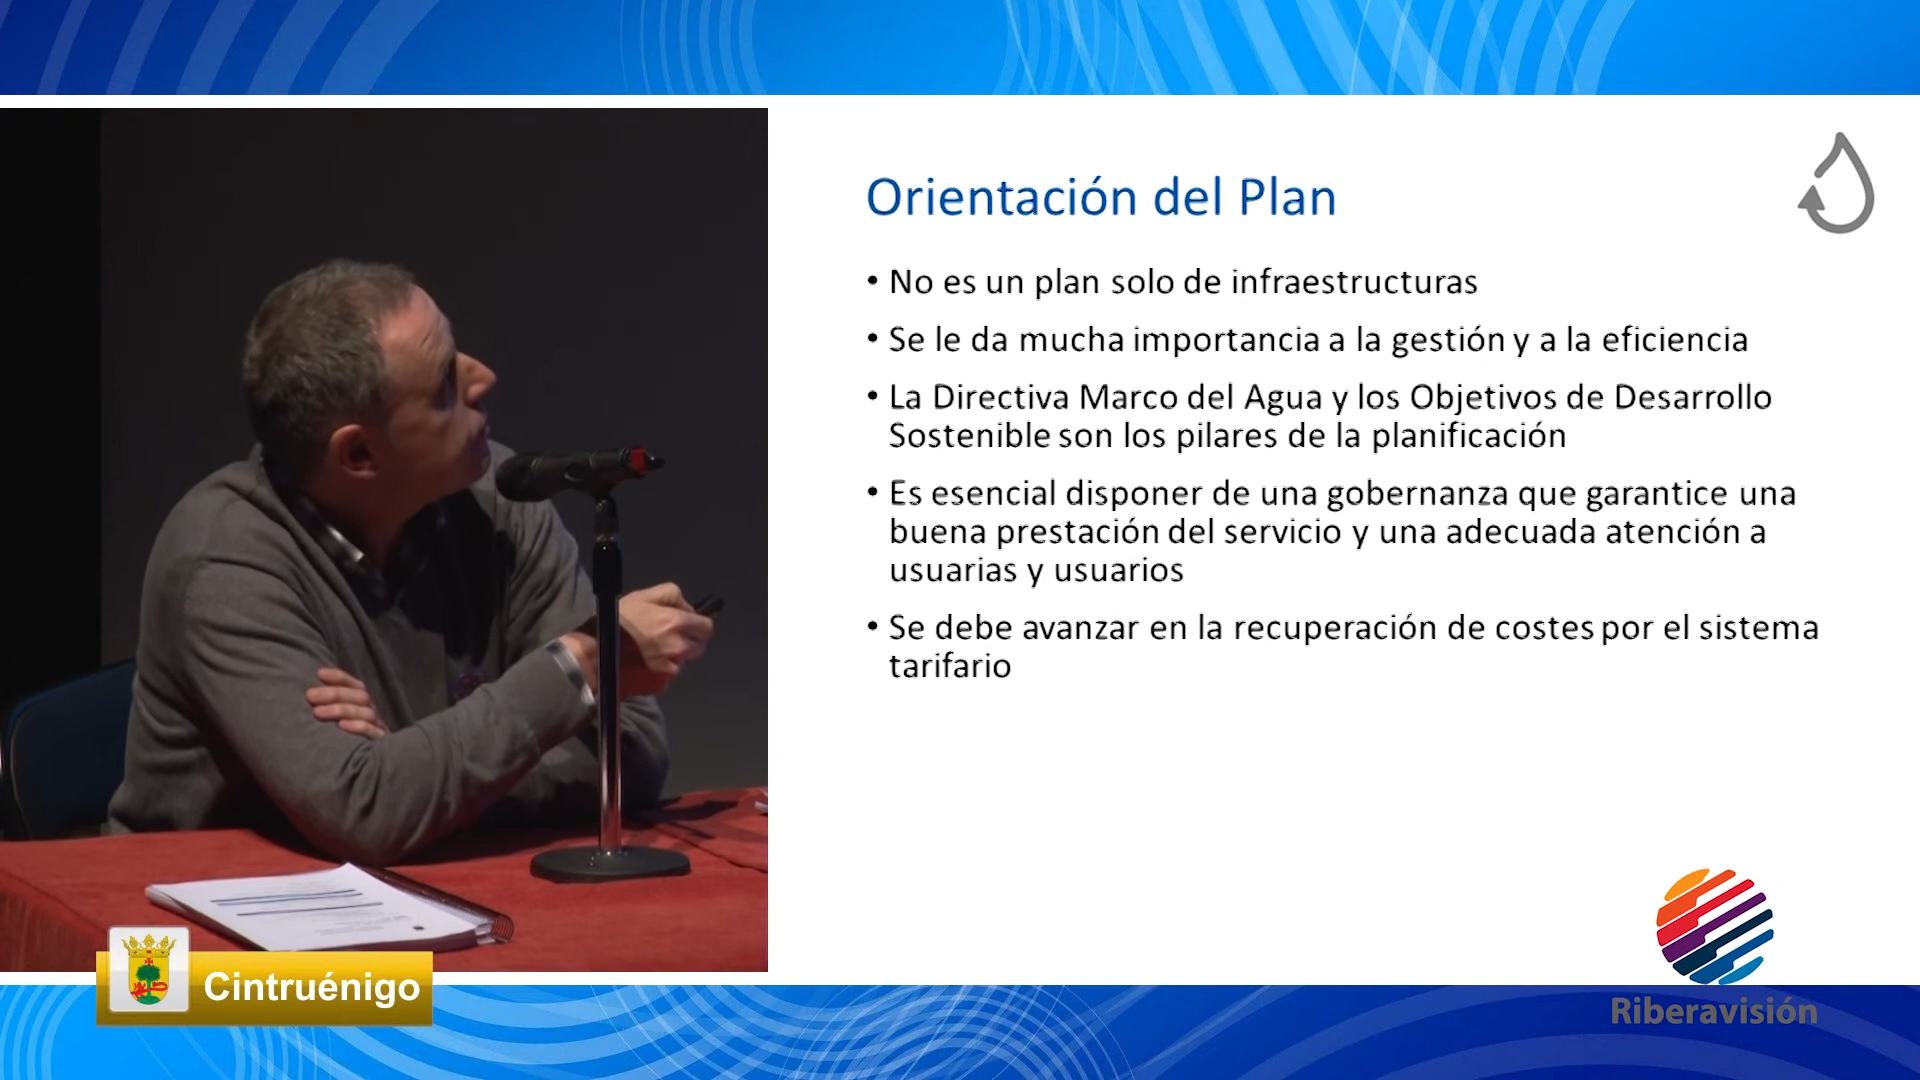 Orientación del Plan
• No es un plan solo de infraestructuras
• Se le da mucha importancia a la gestión y a la eficiencia
• La Directiva Marco del Agua y los Objetivos de Desarrollo
Sostenible son los pilares de la planificación
• Es esencial disponer de una gobernanza que garantice una
buena prestación del servicio y una adecuada atención a
usuarias y usuarios
• Se debe avanzar en la recuperación de costes por el sistema
tarifario
Cintruénigo
Riberavisión